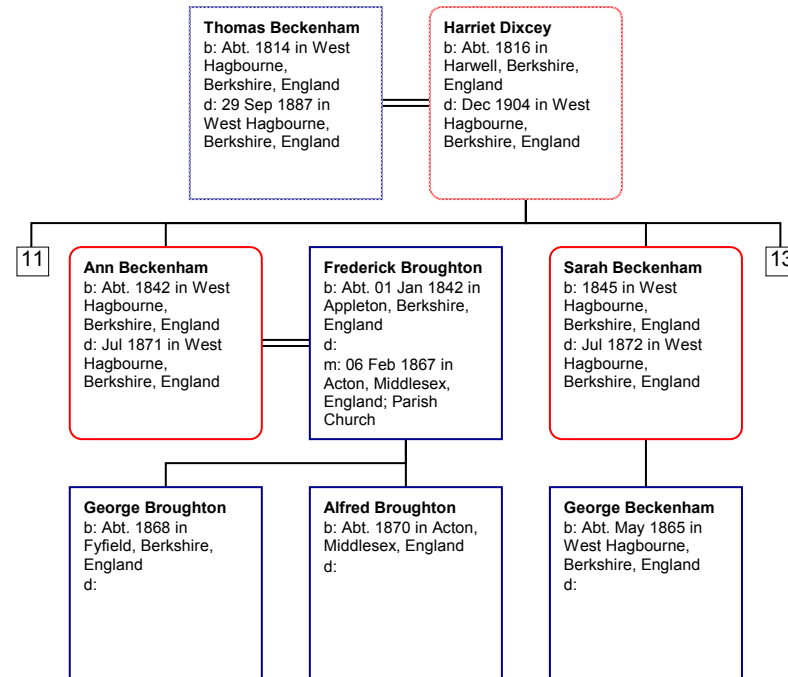 Thomas Beckenham
b: Abt. 1814 in West
Hagbourne,
Berkshire, England
d: 29 Sep 1887 in
West Hagbourne,
Berkshire, England
Harriet Dixcey
b: Abt. 1816 in
Harwell, Berkshire,
England
d: Dec 1904 in West
Hagbourne,
Berkshire, England
11
Ann Beckenham
b: Abt. 1842 in West
Hagbourne,
Berkshire, England
d: Jul 1871 in West
Hagbourne,
Berkshire, England
Frederick Broughton
b: Abt. 01 Jan 1842 in
Appleton, Berkshire,
England
d:
m: 06 Feb 1867 in
Acton, Middlesex,
England; Parish
Church
Sarah Beckenham
b: 1845 in West
Hagbourne,
Berkshire, England
d: Jul 1872 in West
Hagbourne,
Berkshire, England
13
George Broughton
b: Abt. 1868 in
Fyfield, Berkshire,
England
d:
Alfred Broughton
b: Abt. 1870 in Acton,
Middlesex, England
d:
George Beckenham
b: Abt. May 1865 in
West Hagbourne,
Berkshire, England
d: